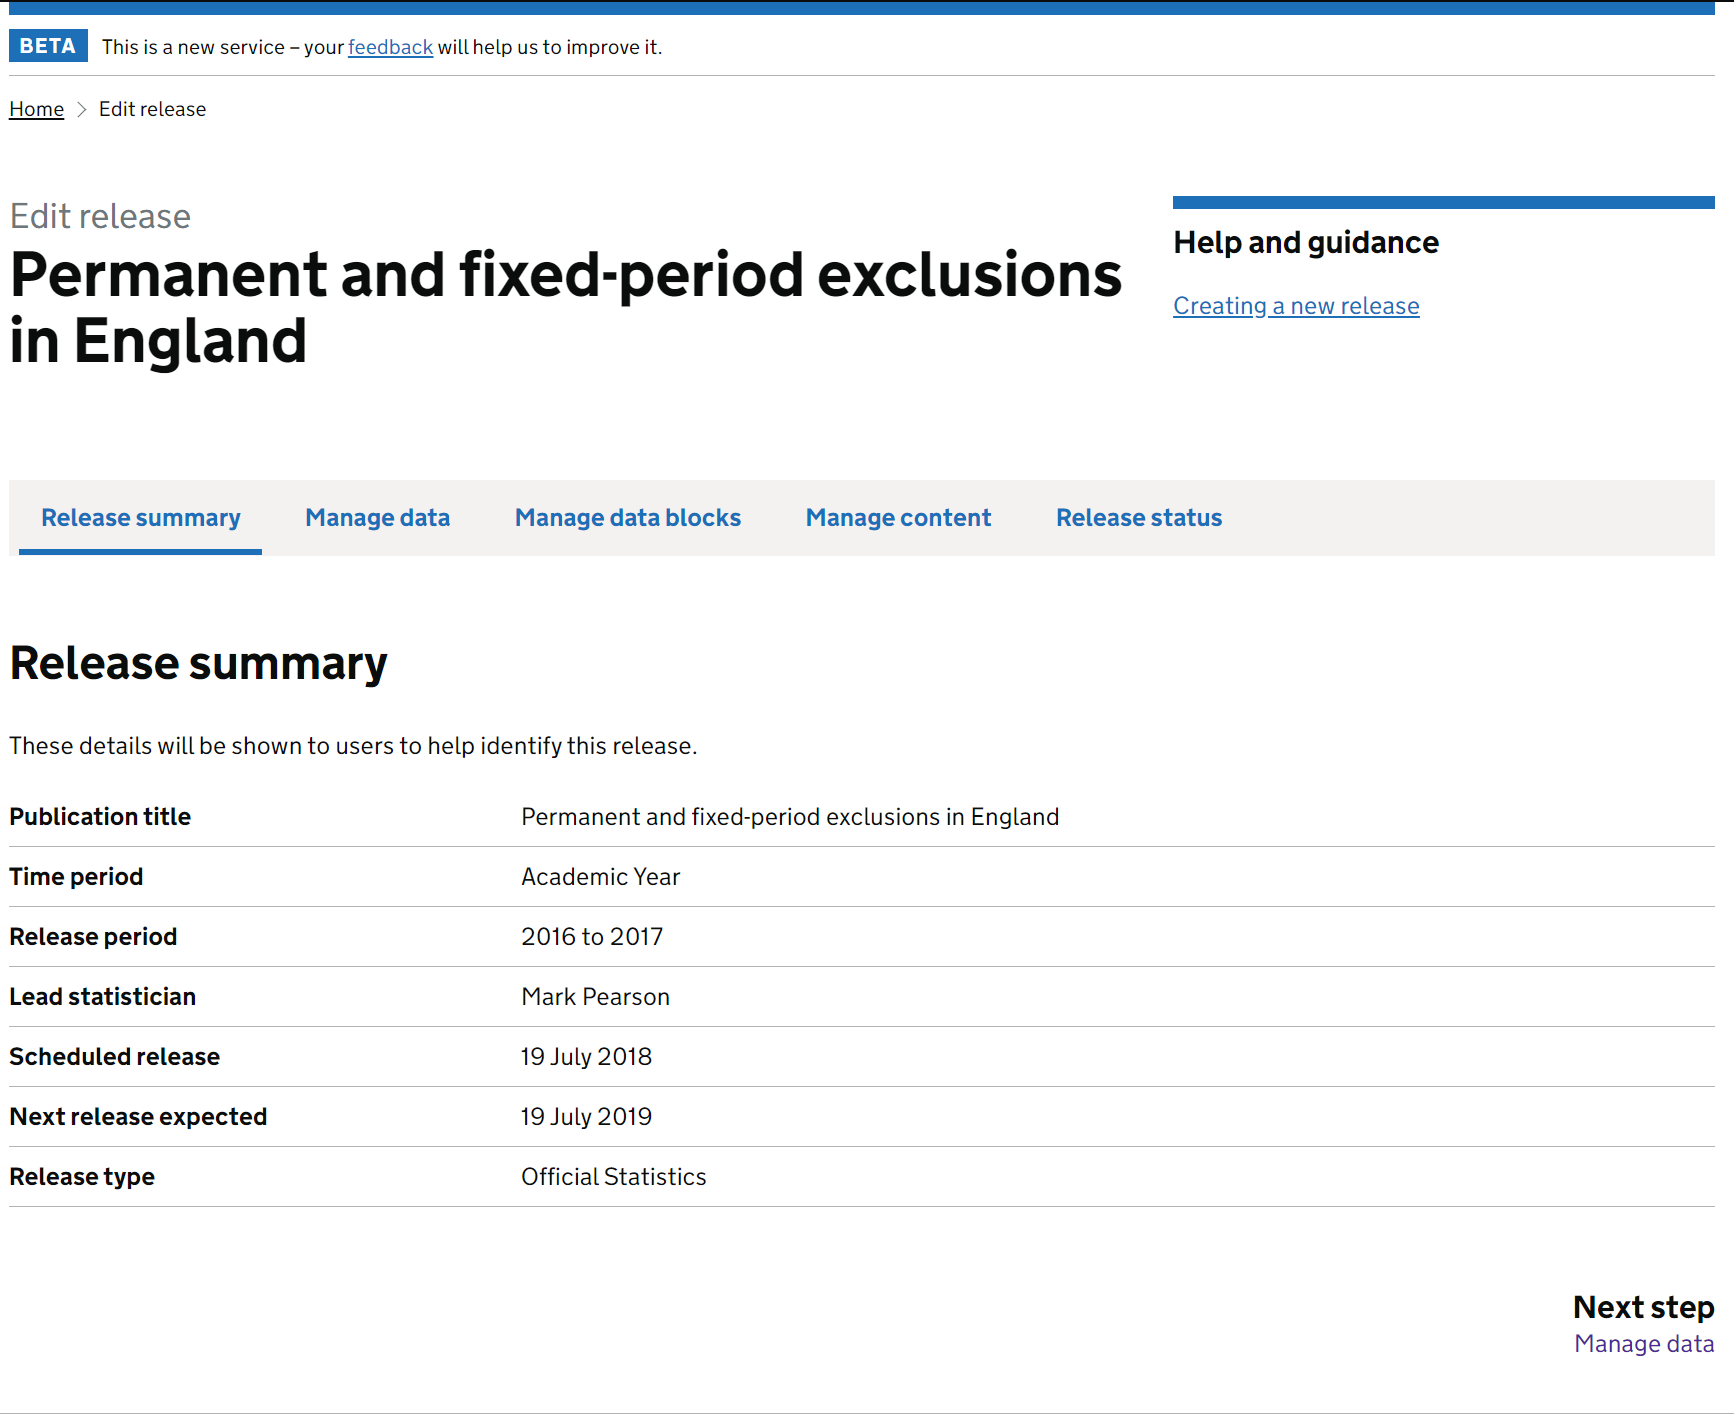 BETA This is a new service – your feedback will help us to improve it.
Home > Edit release
Edit release
Permanent and fixed-period exclusions
in England
Help and guidance
Creating a new release
Release summary Manage data Manage data blocks Manage content Release status
Release summary
These details will be shown to users to help identify this release.
Publication title Permanent and fixed-period exclusions in England
Time period Academic Year
Release period 2016 to 2017
Lead statistician Mark Pearson
Scheduled release 19 July 2018
Next release expected 19 July 2019
Release type Official Statistics
Next step
Manage data